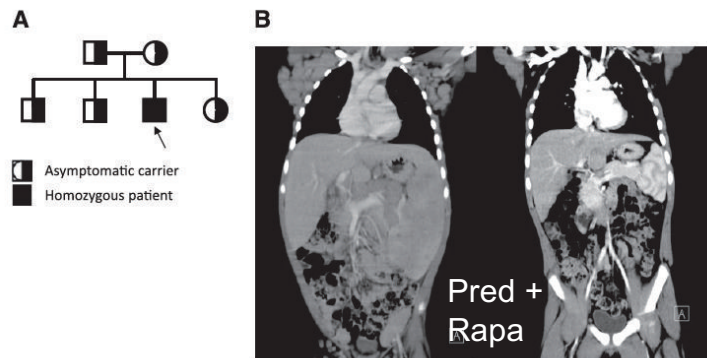 A
Asymptomatic carrier
Homozygous patient
B
Pred +
Rapa
A
A